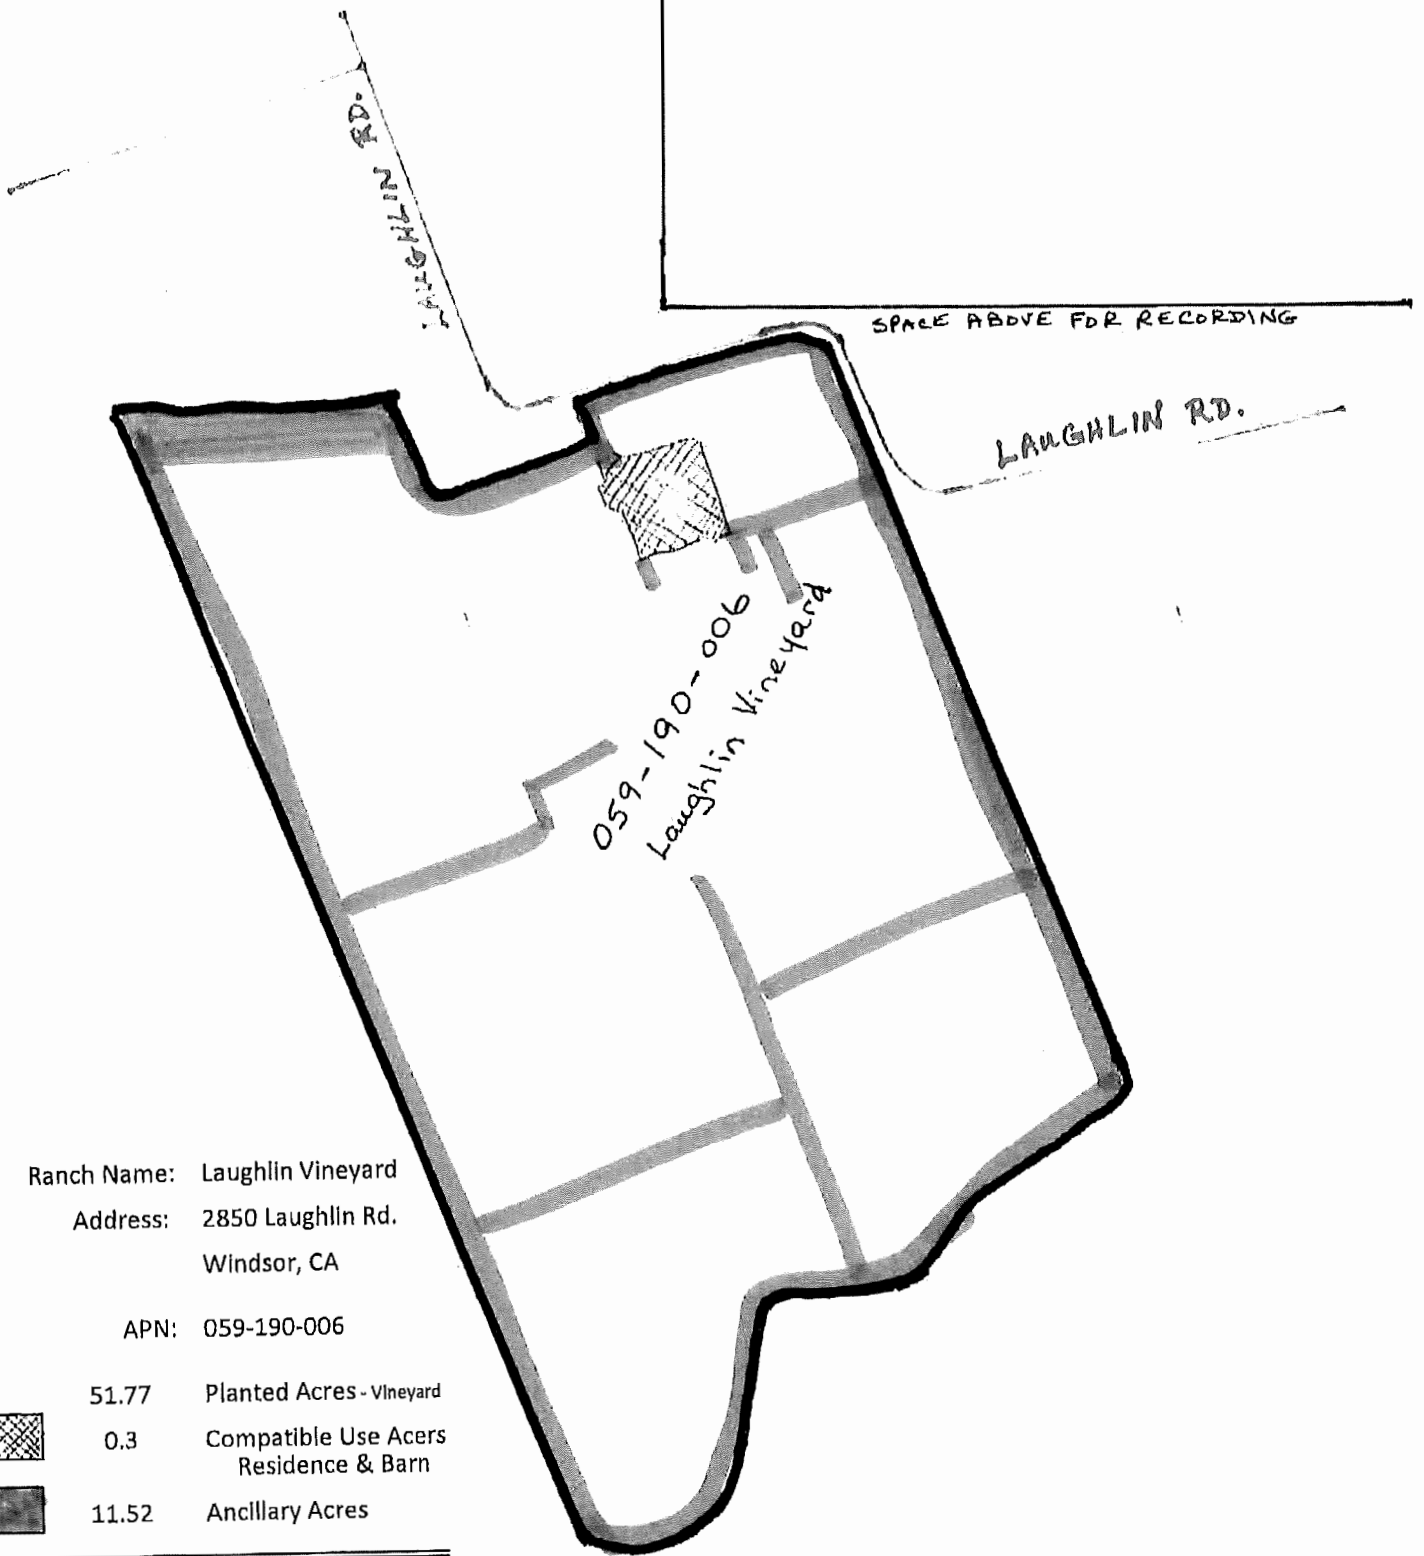 LAUGHLIN RD.
SPACE ABOVE FOR RECORDING
LAUGHLIN RD.
059-190-006
Laughlin Vineyard
Ranch Name: Laughlin Vineyard
Address: 2850 Laughlin Rd.
Windsor, CA
APN: 059-190-006
51.77 Planted Acres - Vineyard
0.3 Compatible Use Acers
Residence & Barn
11.52 Ancillary Acres